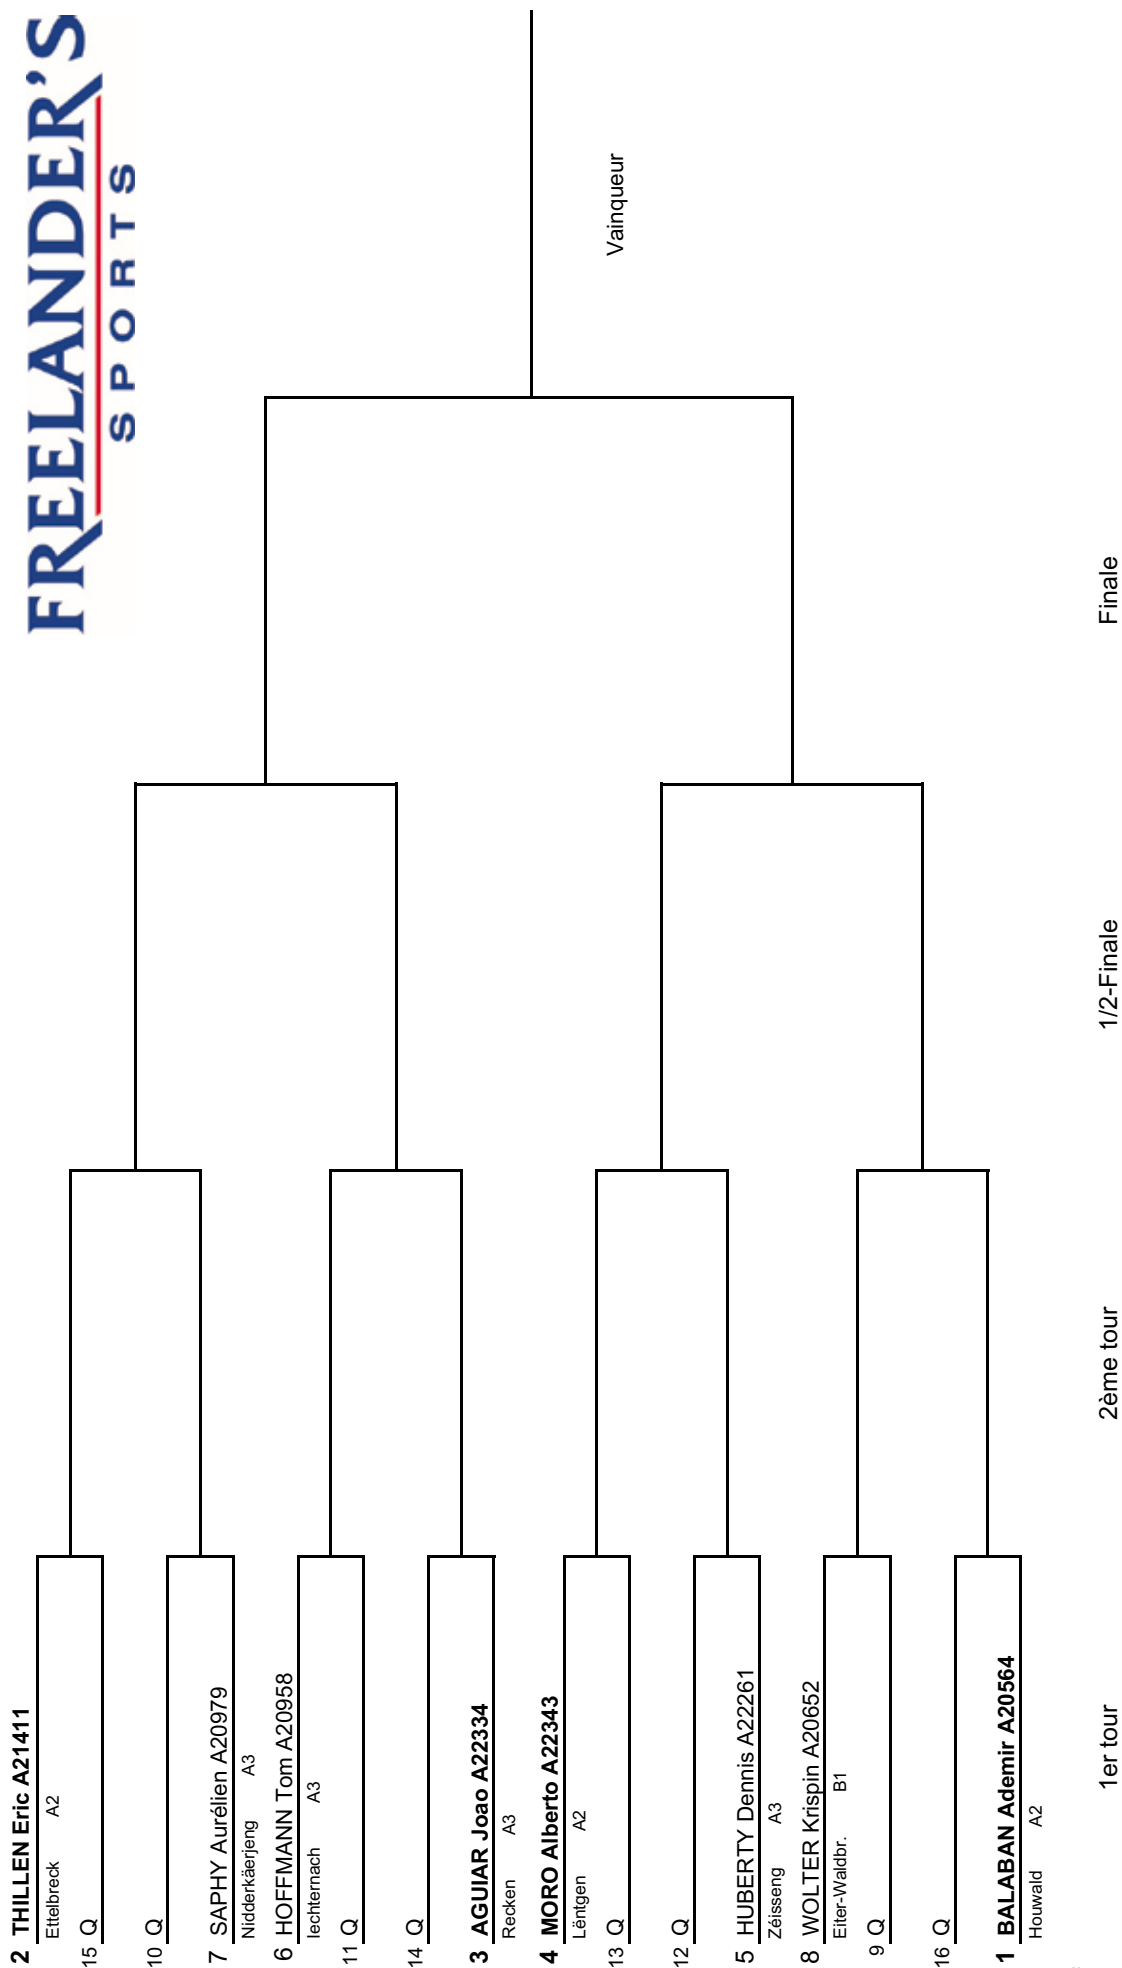 FREELANDER'S
SPORTS
2 THILLEN Eric A21411
Ettelbreck A2
15 Q
10 Q
7 SAPHY Aurélien A20979
Nidderkäerjeng A3
6 HOFFMANN Tom A20958
Iechternach A3
11 Q
14 Q
3 AGUIAR Joao A22334
Recken A3
4 MORO Alberto A22343
Lëntgen A2
13 Q
12 Q
5 HUBERTY Dennis A22261
Zéisseng A3
8 WOLTER Krispin A20652
Eiter-Waldbr. B1
9 Q
16 Q
1 BALABAN Ademir A20564
Houwald A2
Vainqueur
1er tour
2ème tour
1/2-Finale
Finale